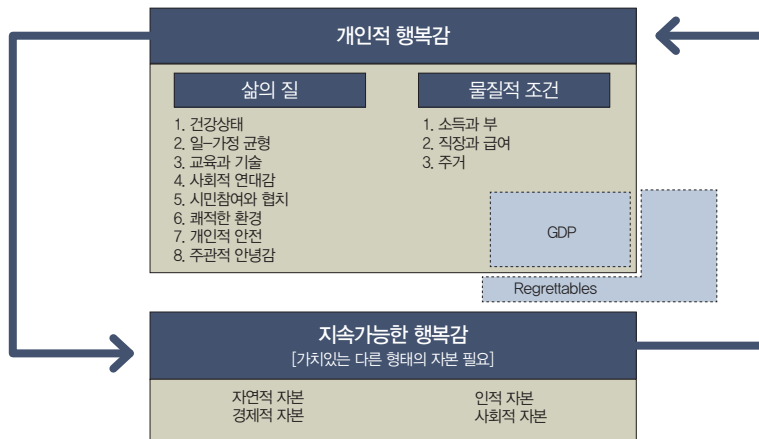 개인적 행복감
삶의 질
1. 건강상태
2. 일-가정 균형
3. 교육과 기술
4. 사회적 연대감
5. 시민참여와 협치
6. 쾌적한 환경
7. 개인적 안전
8. 주관적 안녕감
물질적 조건
1. 소득과 부
2. 직장과 급여
3. 주거
GDP
Regrettables
지속가능한 행복감
[가치있는 다른 형태의 자본 필요]
자연적 자본
경제적 자본
인적 자본
사회적 자본